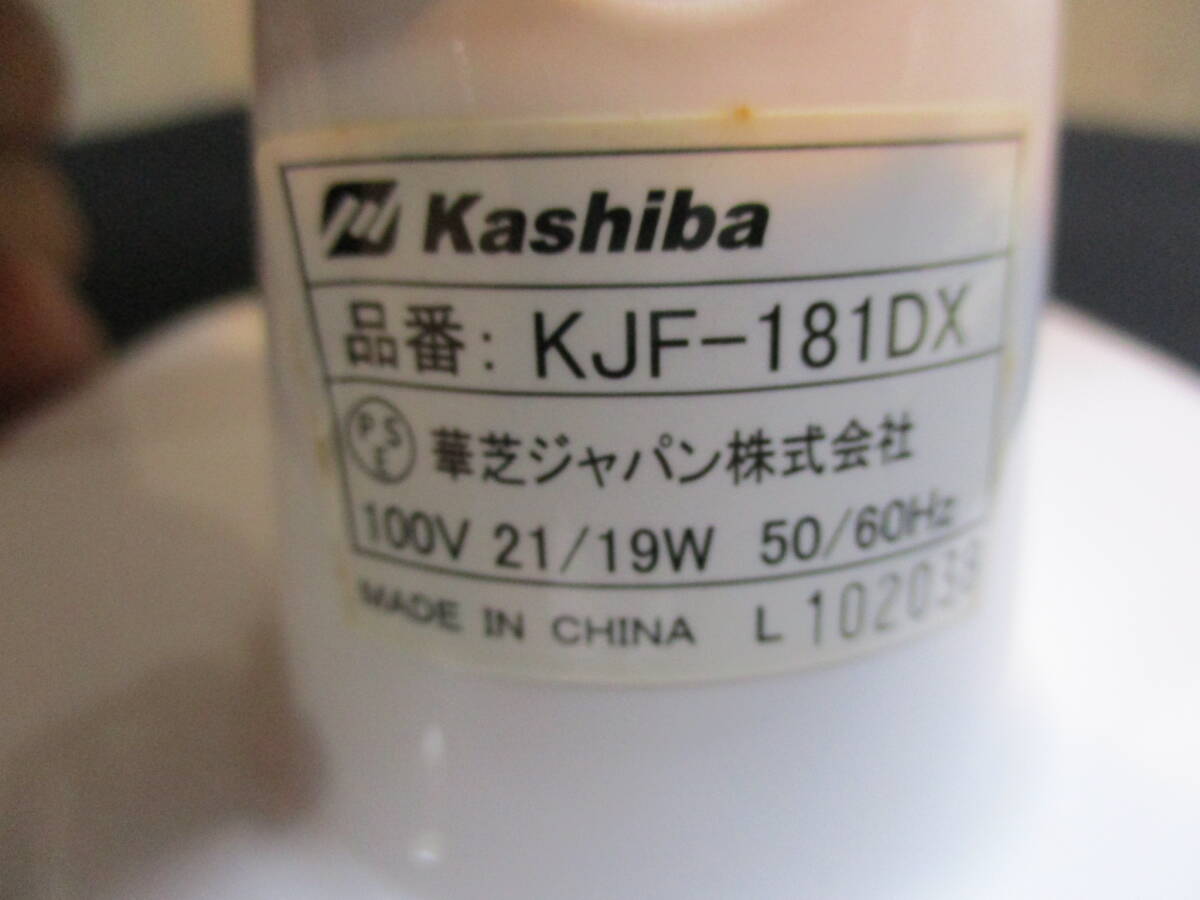 Kashiba
品番: KJF-181DX
PSE 華芝ジャパン株式会社
100V 21/19W 50/60Hz
MADE IN CHINA L 102038